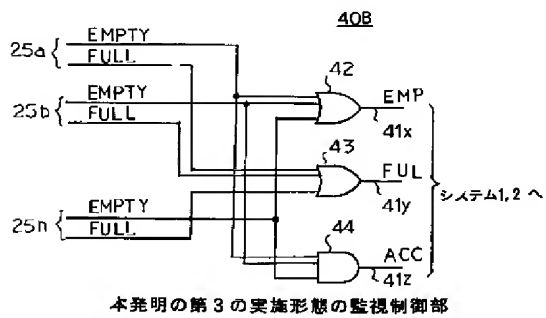 40B
EMPTY
25a
FULL
42
EMP
41x
EMPTY
25b
FULL
43
FUL
41y
システム1,2へ
EMPTY
25n
FULL
44
ACC
41z
本発明の第3の実施形態の監視制御部